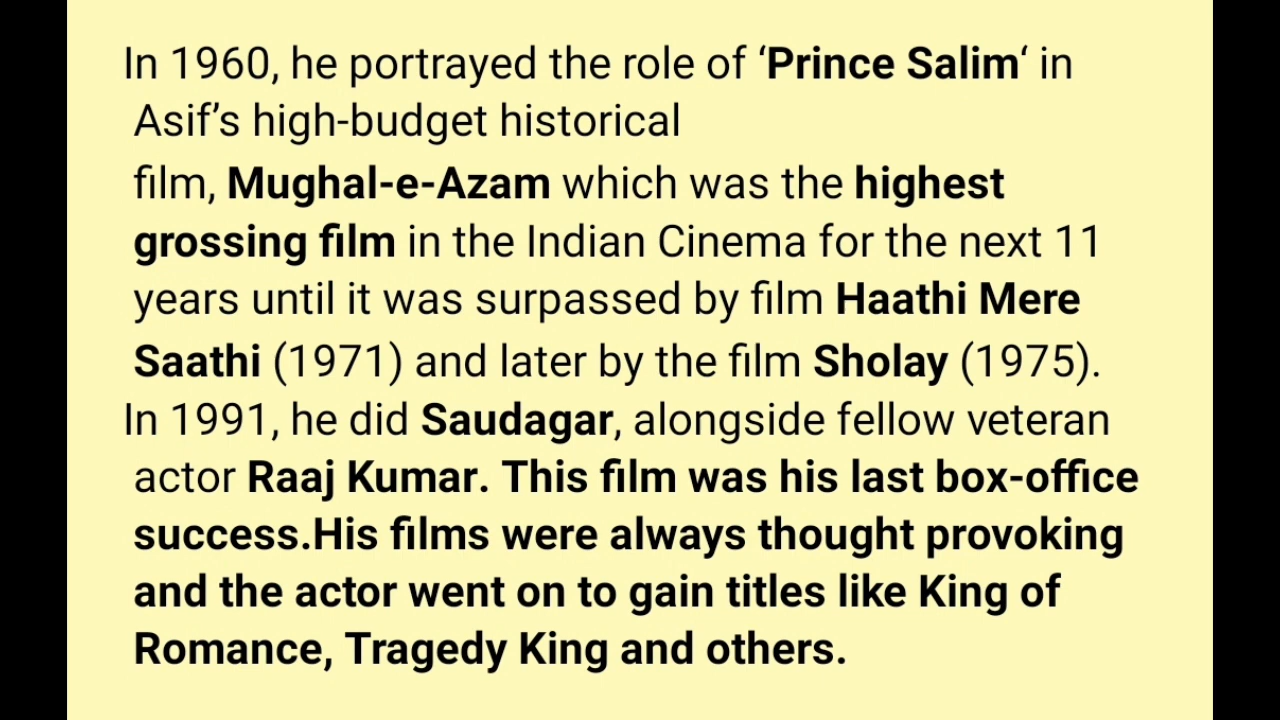 In 1960, he portrayed the role of ‘Prince Salim‘ in
Asif’s high-budget historical
film, Mughal-e-Azam which was the highest
grossing film in the Indian Cinema for the next 11
years until it was surpassed by film Haathi Mere
Saathi (1971) and later by the film Sholay (1975).
In 1991, he did Saudagar, alongside fellow veteran
actor Raaj Kumar. This film was his last box-office
success.His films were always thought provoking
and the actor went on to gain titles like King of
Romance, Tragedy King and others.